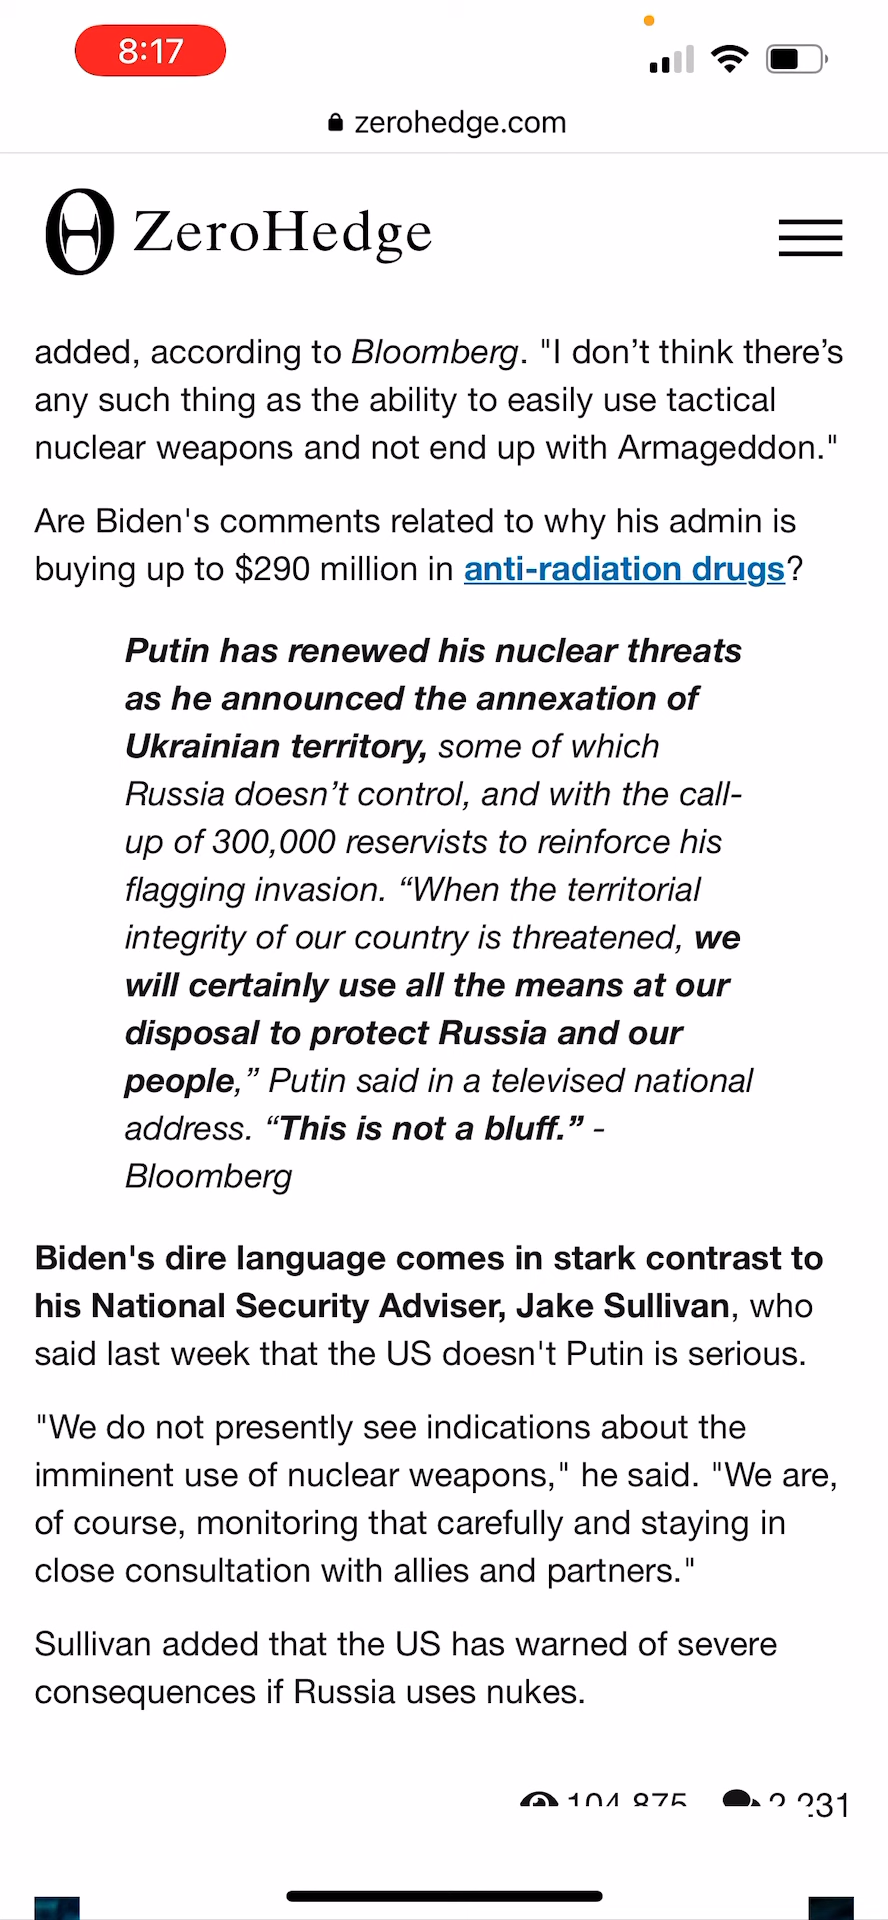 8:17
zerohedge.com
ZeroHedge
added, according to Bloomberg. "I don’t think there’s
any such thing as the ability to easily use tactical
nuclear weapons and not end up with Armageddon."
Are Biden's comments related to why his admin is
buying up to $290 million in anti-radiation drugs?
Putin has renewed his nuclear threats
as he announced the annexation of
Ukrainian territory, some of which
Russia doesn’t control, and with the call-
up of 300,000 reservists to reinforce his
flagging invasion. “When the territorial
integrity of our country is threatened, we
will certainly use all the means at our
disposal to protect Russia and our
people,” Putin said in a televised national
address. “This is not a bluff.” -
Bloomberg
Biden's dire language comes in stark contrast to
his National Security Adviser, Jake Sullivan, who
said last week that the US doesn't Putin is serious.
"We do not presently see indications about the
imminent use of nuclear weapons," he said. "We are,
of course, monitoring that carefully and staying in
close consultation with allies and partners."
Sullivan added that the US has warned of severe
consequences if Russia uses nukes.